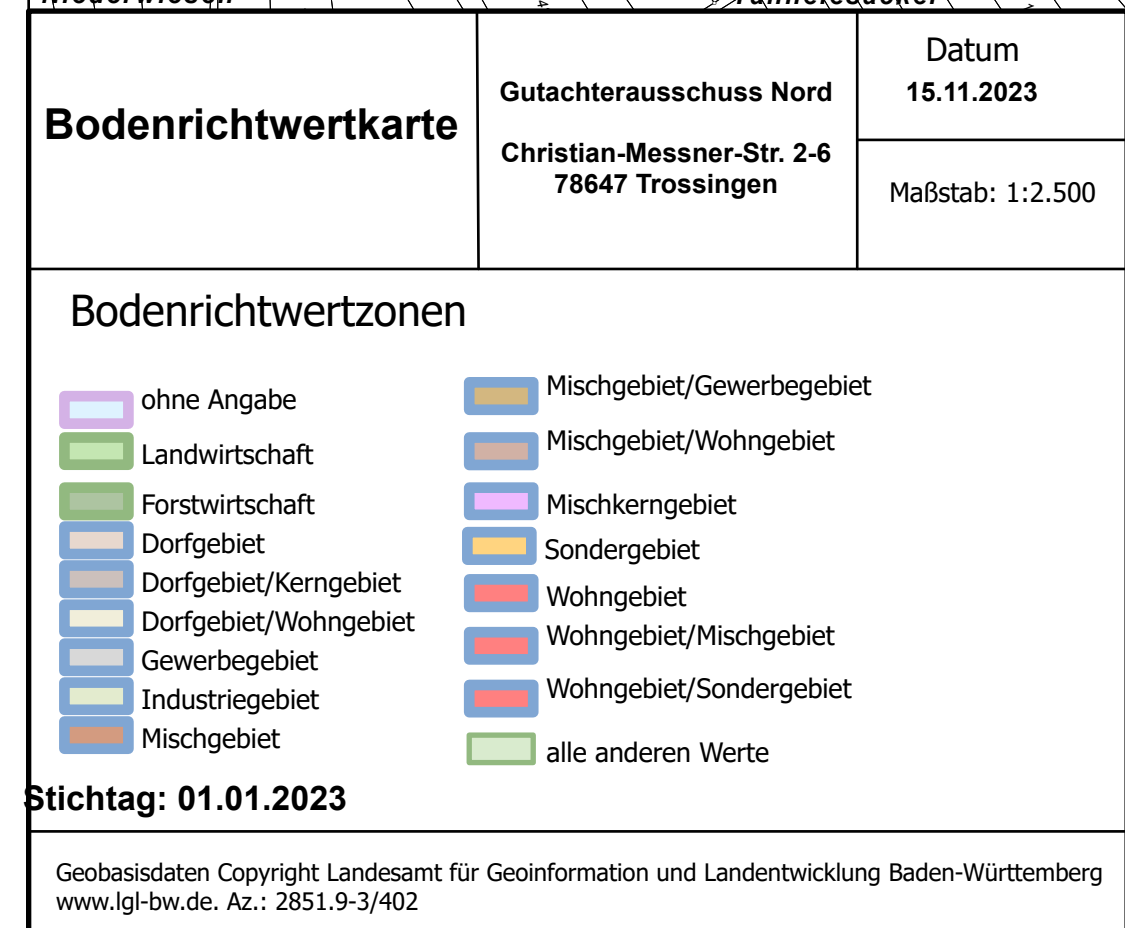 Bodenrichtwertkarte
Gutachterausschuss Nord
Christian-Messner-Str. 2-6
78647 Trossingen
Datum
15.11.2023
Maßstab: 1:2.500
Bodenrichtwertzonen
ohne Angabe
Landwirtschaft
Forstwirtschaft
Dorfgebiet
Dorfgebiet/Kerngebiet
Dorfgebiet/Wohngebiet
Gewerbegebiet
Industriegebiet
Mischgebiet
Mischgebiet/Gewerbegebiet
Mischgebiet/Wohngebiet
Mischkerngebiet
Sondergebiet
Wohngebiet
Wohngebiet/Mischgebiet
Wohngebiet/Sondergebiet
alle anderen Werte
Stichtag: 01.01.2023
Geobasisdaten Copyright Landesamt für Geoinformation und Landentwicklung Baden-Württemberg
www.lgl-bw.de. Az.: 2851.9-3/402